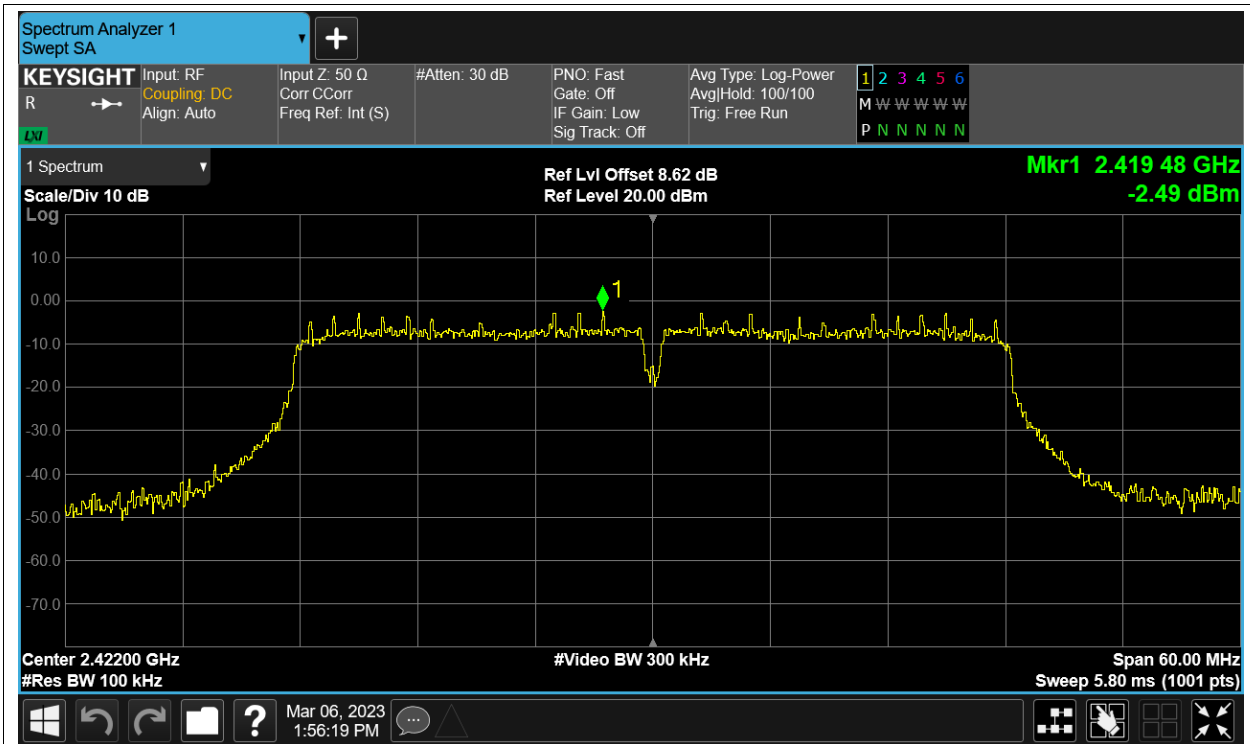 Spectrum Analyzer 1
Swept SA
KEYSIGHT
R
LXI
Input: RF
Coupling: DC
Align: Auto
Input Z: 50 Ω
Corr CCorr
Freq Ref: Int (S)
#Atten: 30 dB
PNO: Fast
Gate: Off
IF Gain: Low
Sig Track: Off
Avg Type: Log-Power
Avg|Hold: 100/100
Trig: Free Run
1 2 3 4 5 6
M W W W W W
P N N N N N
1 Spectrum
Scale/Div 10 dB
Log
Ref Lvl Offset 8.62 dB
Ref Level 20.00 dBm
Mkr1 2.419 48 GHz
-2.49 dBm
10.0
0.00
-10.0
-20.0
-30.0
-40.0
-50.0
-60.0
-70.0
1
Center 2.42200 GHz
#Res BW 100 kHz
#Video BW 300 kHz
Span 60.00 MHz
Sweep 5.80 ms (1001 pts)
?
Mar 06, 2023
1:56:19 PM